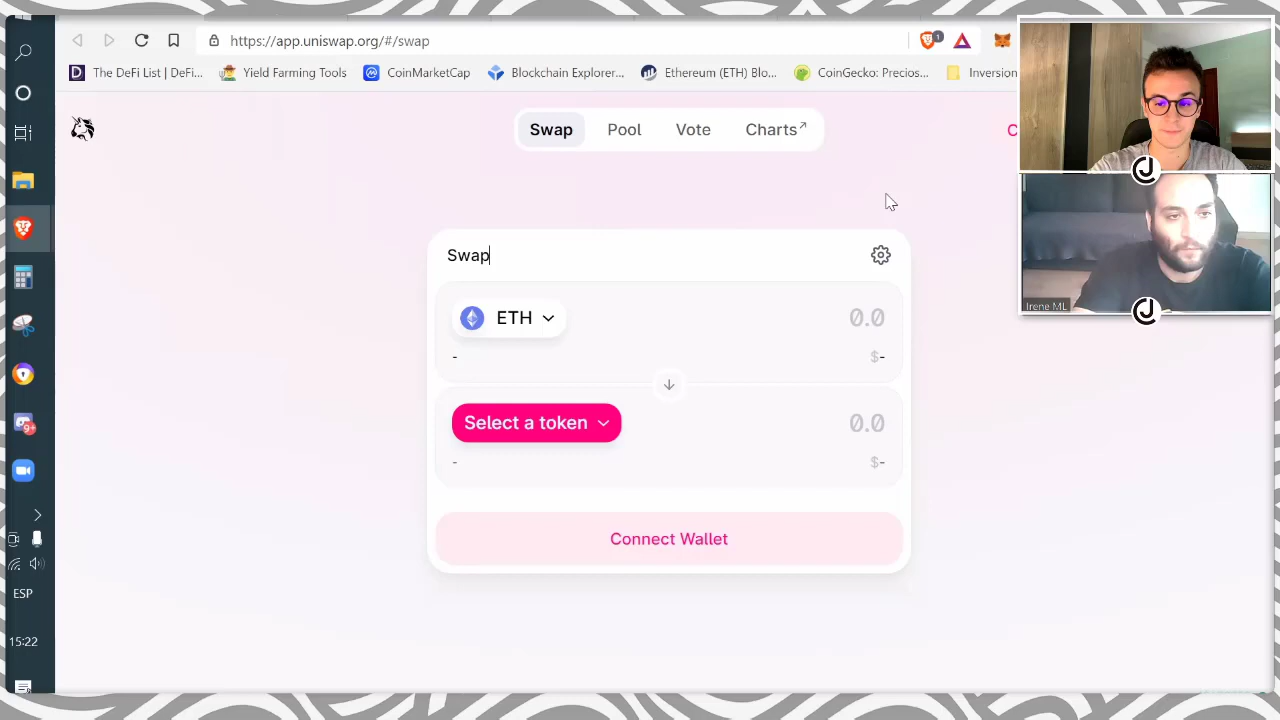 https://app.uniswap.org/#/swap
1
The DeFi List | DeFi...
Yield Farming Tools
CoinMarketCap
Blockchain Explorer...
Ethereum (ETH) Blo...
CoinGecko: Precios...
Inversion
Swap
Pool
Vote
Charts↗
C
Swap
ETH
0.0
-
$-
Select a token
0.0
-
$-
Connect Wallet
Irene ML
9+
ESP
15:22